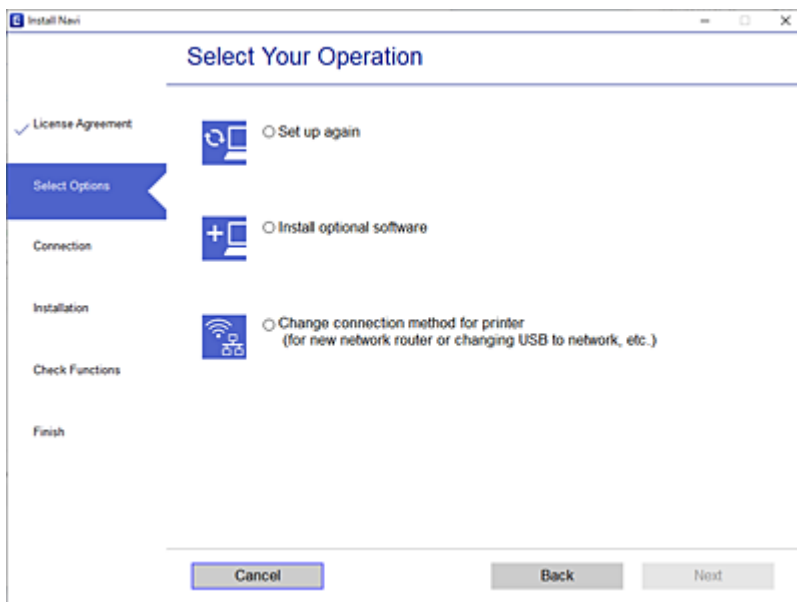 Install Navi
Select Your Operation
License Agreement
Set up again
Select Options
Install optional software
Connection
Installation
Change connection method for printer
(for new network router or changing USB to network, etc.)
Check Functions
Finish
Cancel
Back
Next